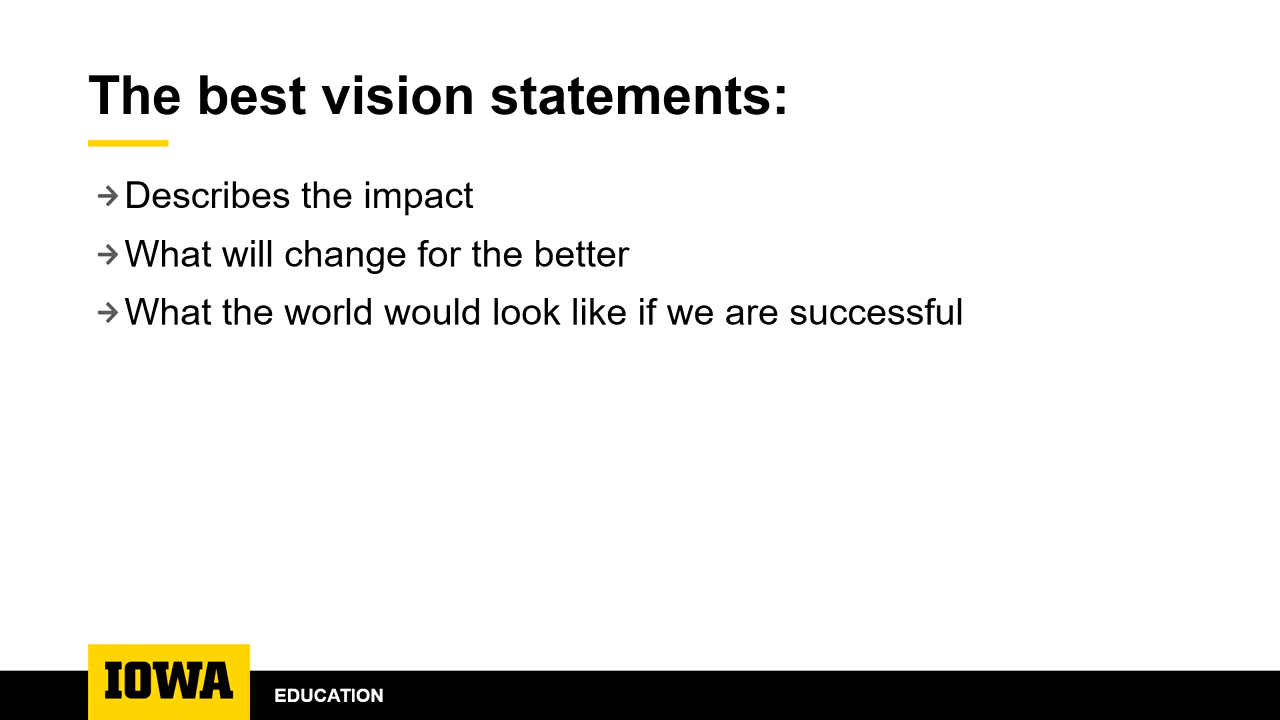 The best vision statements:
Describes the impact
What will change for the better
What the world would look like if we are successful
IOWA
EDUCATION